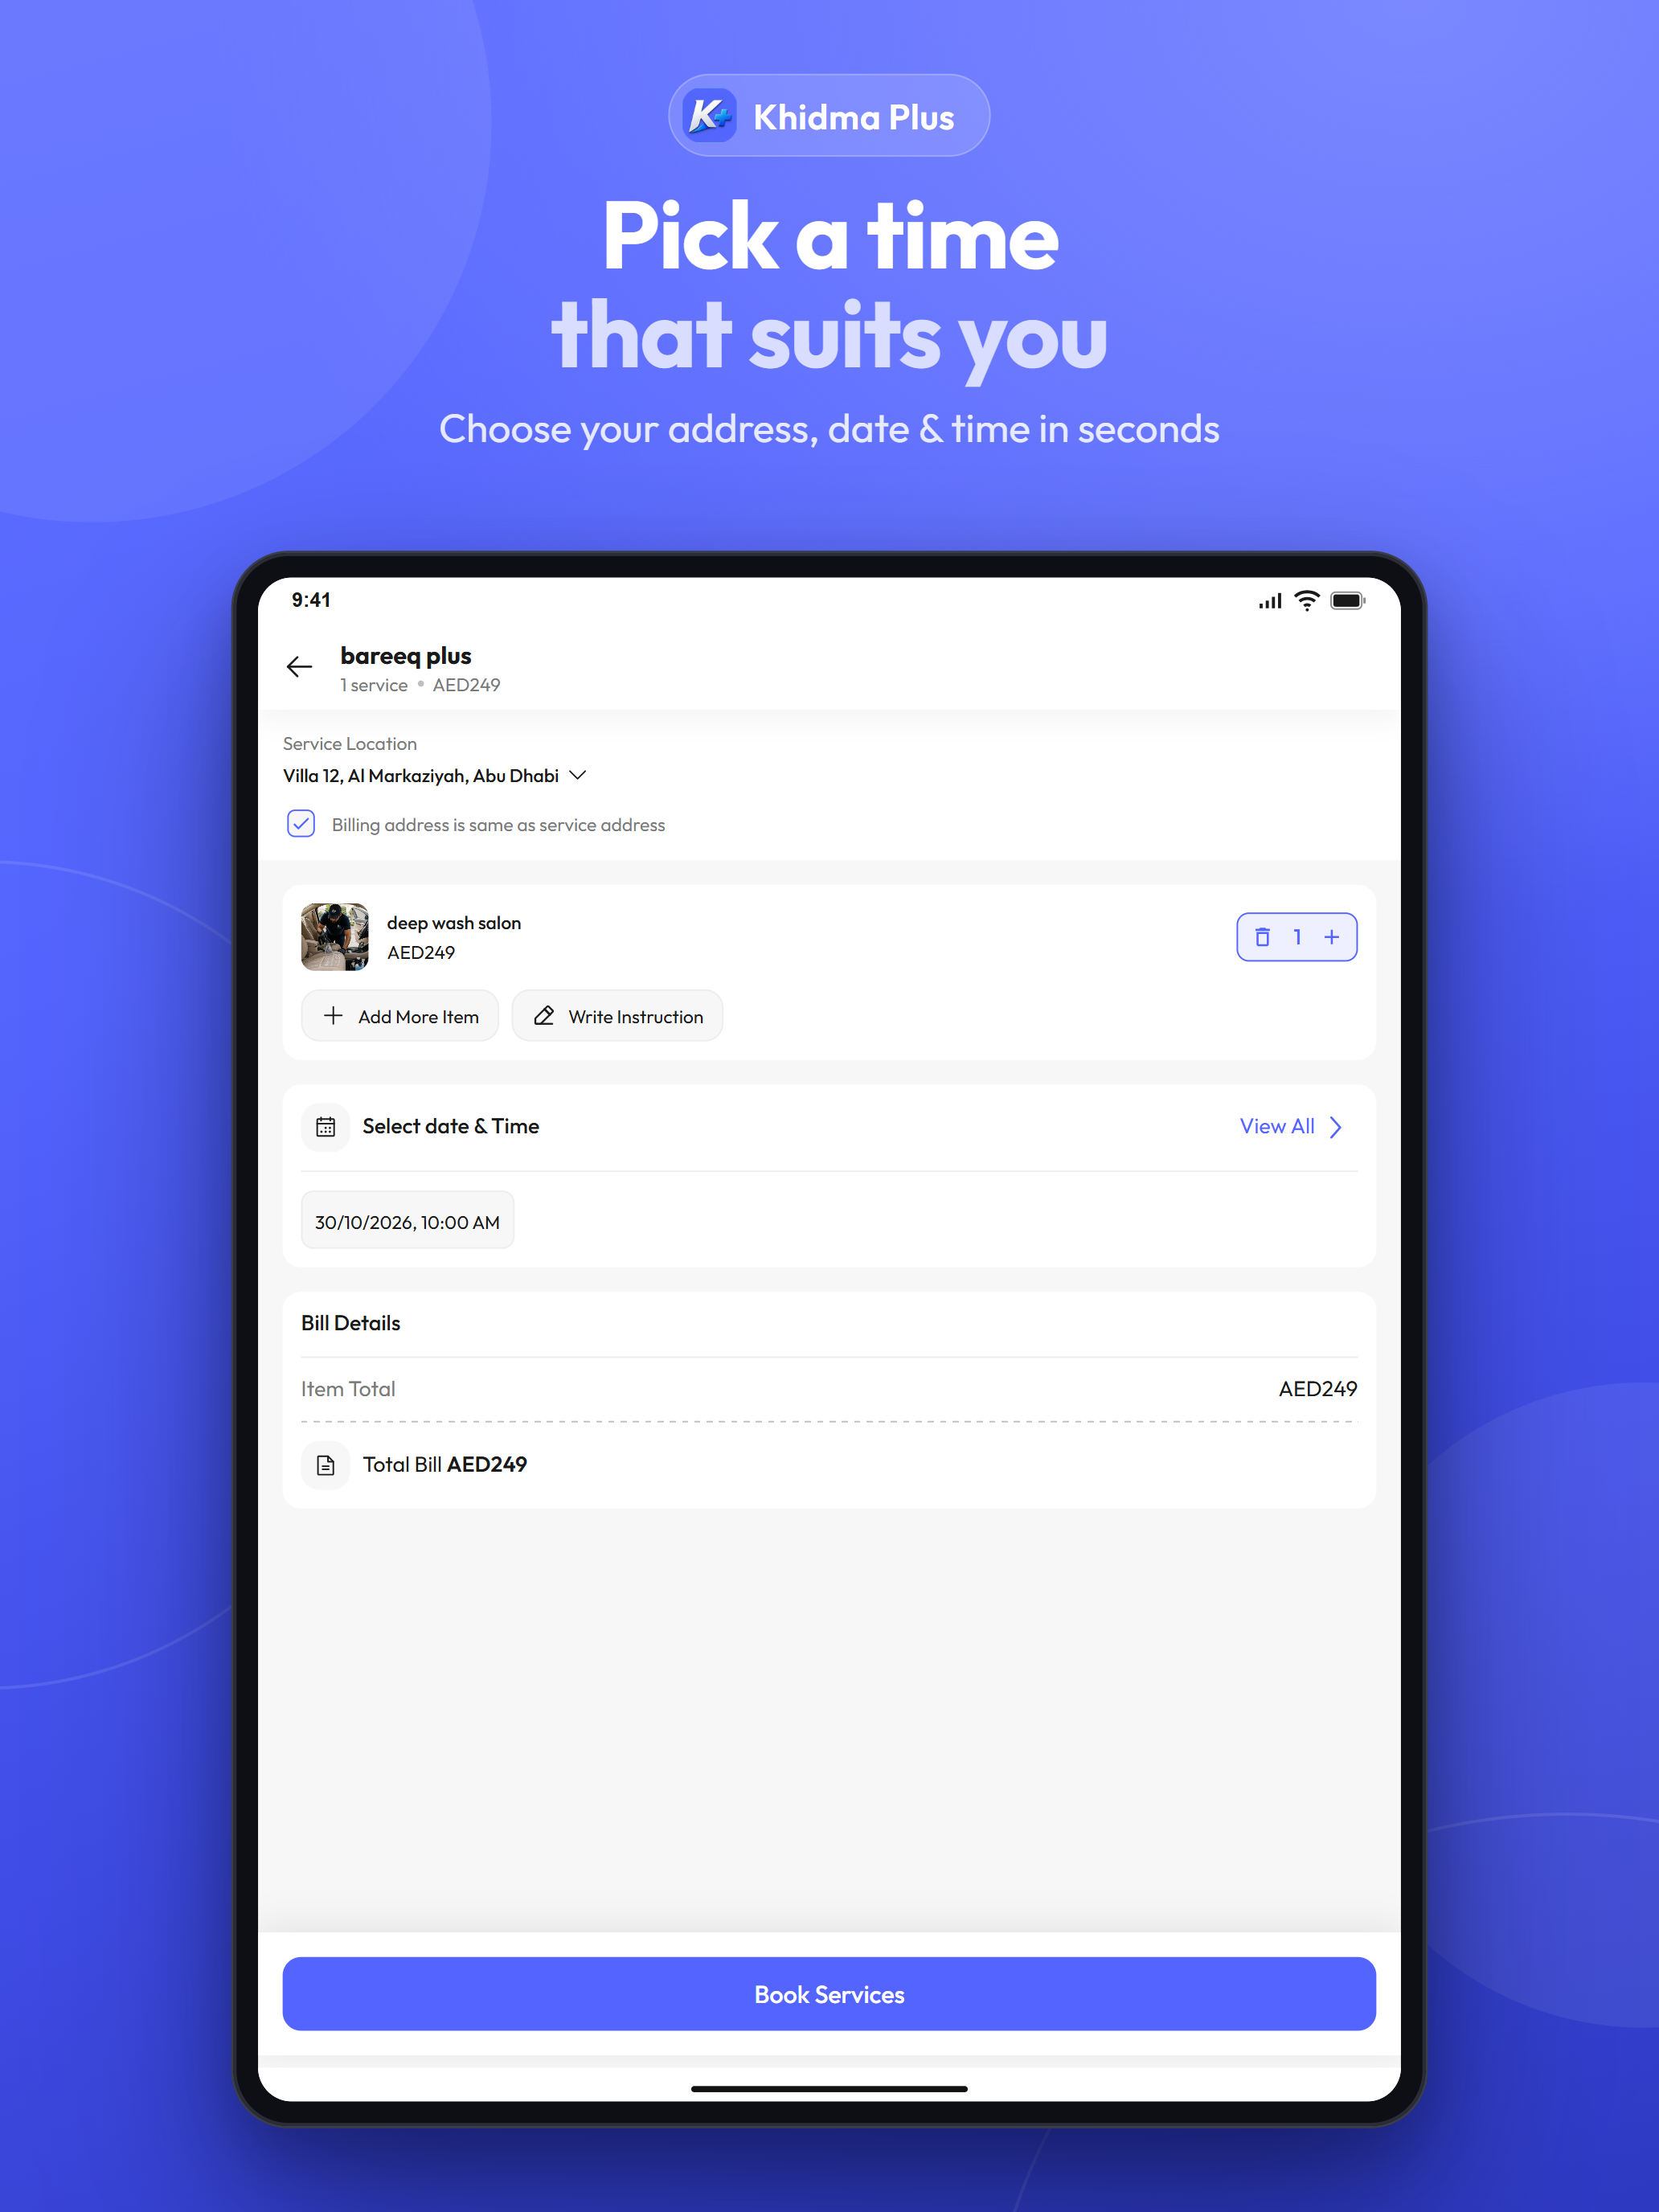 K+ Khidma Plus
Pick a time
that suits you
Choose your address, date & time in seconds
9:41
bareeq plus
1 service • AED249
Service Location
Villa 12, Al Markaziyah, Abu Dhabi
Billing address is same as service address
deep wash salon
AED249
1
Add More Item
Write Instruction
Select date & Time
View All
30/10/2026, 10:00 AM
Bill Details
Item Total AED249
Total Bill AED249
Book Services